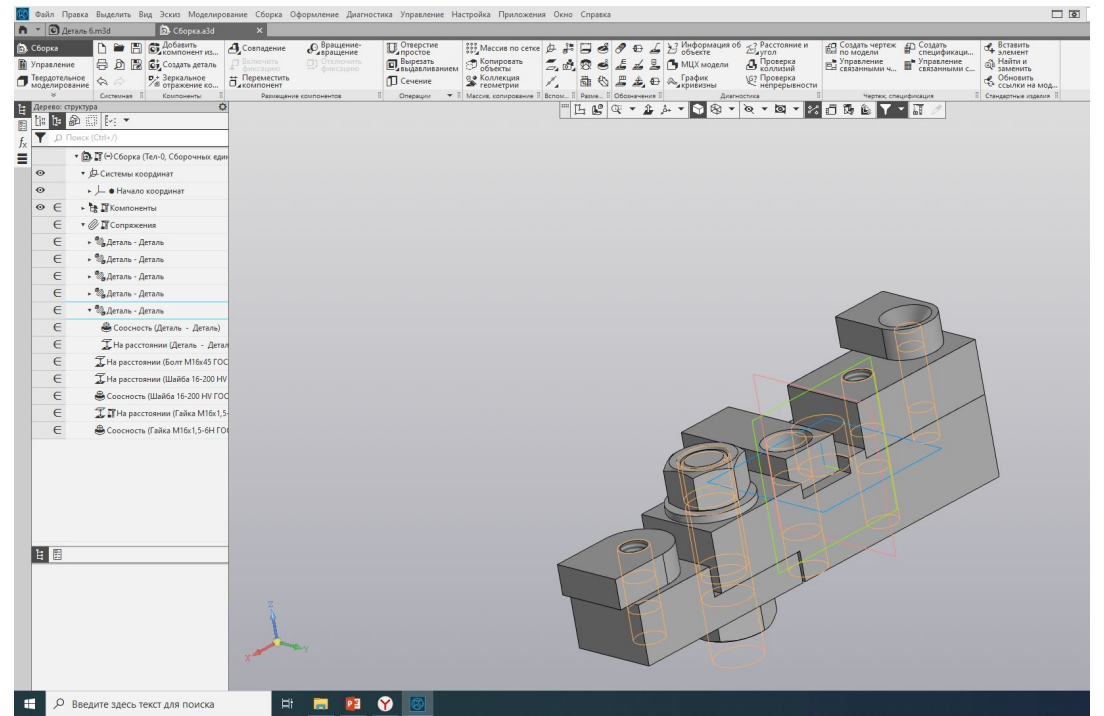 Файл Правка Выделить Вид Эскиз Моделирование Сборка Оформление Диагностика Управление Настройка Приложения Окно Справка
Деталь 6.m3d
Сборка.a3d
Сборка
Управление
Твердотельное моделирование
Системная
Добавить компонент из...
Создать деталь
Зеркальное отражение ко...
Компоненты
Совпадение
Включить фиксацию
Переместить компонент
Вращение-вращение
Отключить фиксацию
Размещение компонентов
Отверстие простое
Вырезать выдавливанием
Сечение
Операции
Массив по сетке
Копировать объекты
Коллекция геометрии
Массив, копирование
Вспом...
Разме...
Обозначения
Информация об объекте
МЦХ модели
График кривизны
Расстояние и угол
Проверка коллизий
Проверка непрерывности
Диагностика
Создать чертеж по модели
Управление связанными ч...
Создать спецификаци...
Управление связанными с...
Чертеж, спецификация
Вставить элемент
Найти и заменить
Обновить ссылки на мод...
Стандартные изделия
Дерево: структура
Поиск (Ctrl+/)
(-)Сборка (Тел-0, Сборочных един
Системы координат
Начало координат
Компоненты
Сопряжения
Деталь - Деталь
Деталь - Деталь
Деталь - Деталь
Деталь - Деталь
Деталь - Деталь
Соосность (Деталь - Деталь)
На расстоянии (Деталь - Детал
На расстоянии (Болт М16х45 ГОС
На расстоянии (Шайба 16-200 HV
Соосность (Шайба 16-200 HV ГОС
На расстоянии (Гайка М16х1,5-
Соосность (Гайка М16х1,5-6Н ГО
Z
X
Y
Введите здесь текст для поиска